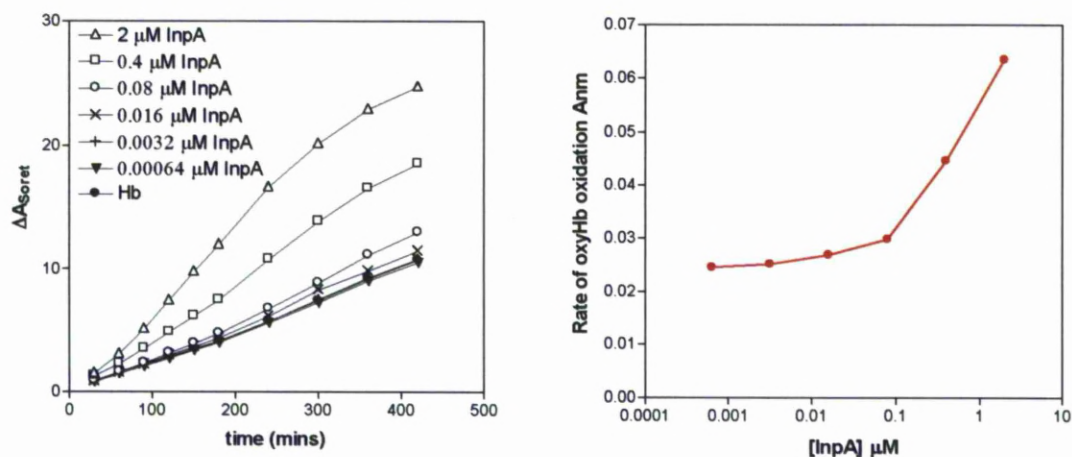 30
20
10
0
2 μM InpA
0.4 μM InpA
0.08 μM InpA
0.016 μM InpA
0.0032 μM InpA
0.00064 μM InpA
Hb
ΔASoret
0 100 200 300 400 500
time (mins)
0.07
0.06
0.05
0.04
0.03
0.02
0.01
0.00
Rate of oxyHb oxidation Anm
0.0001 0.001 0.01 0.1 1 10
[InpA] μM